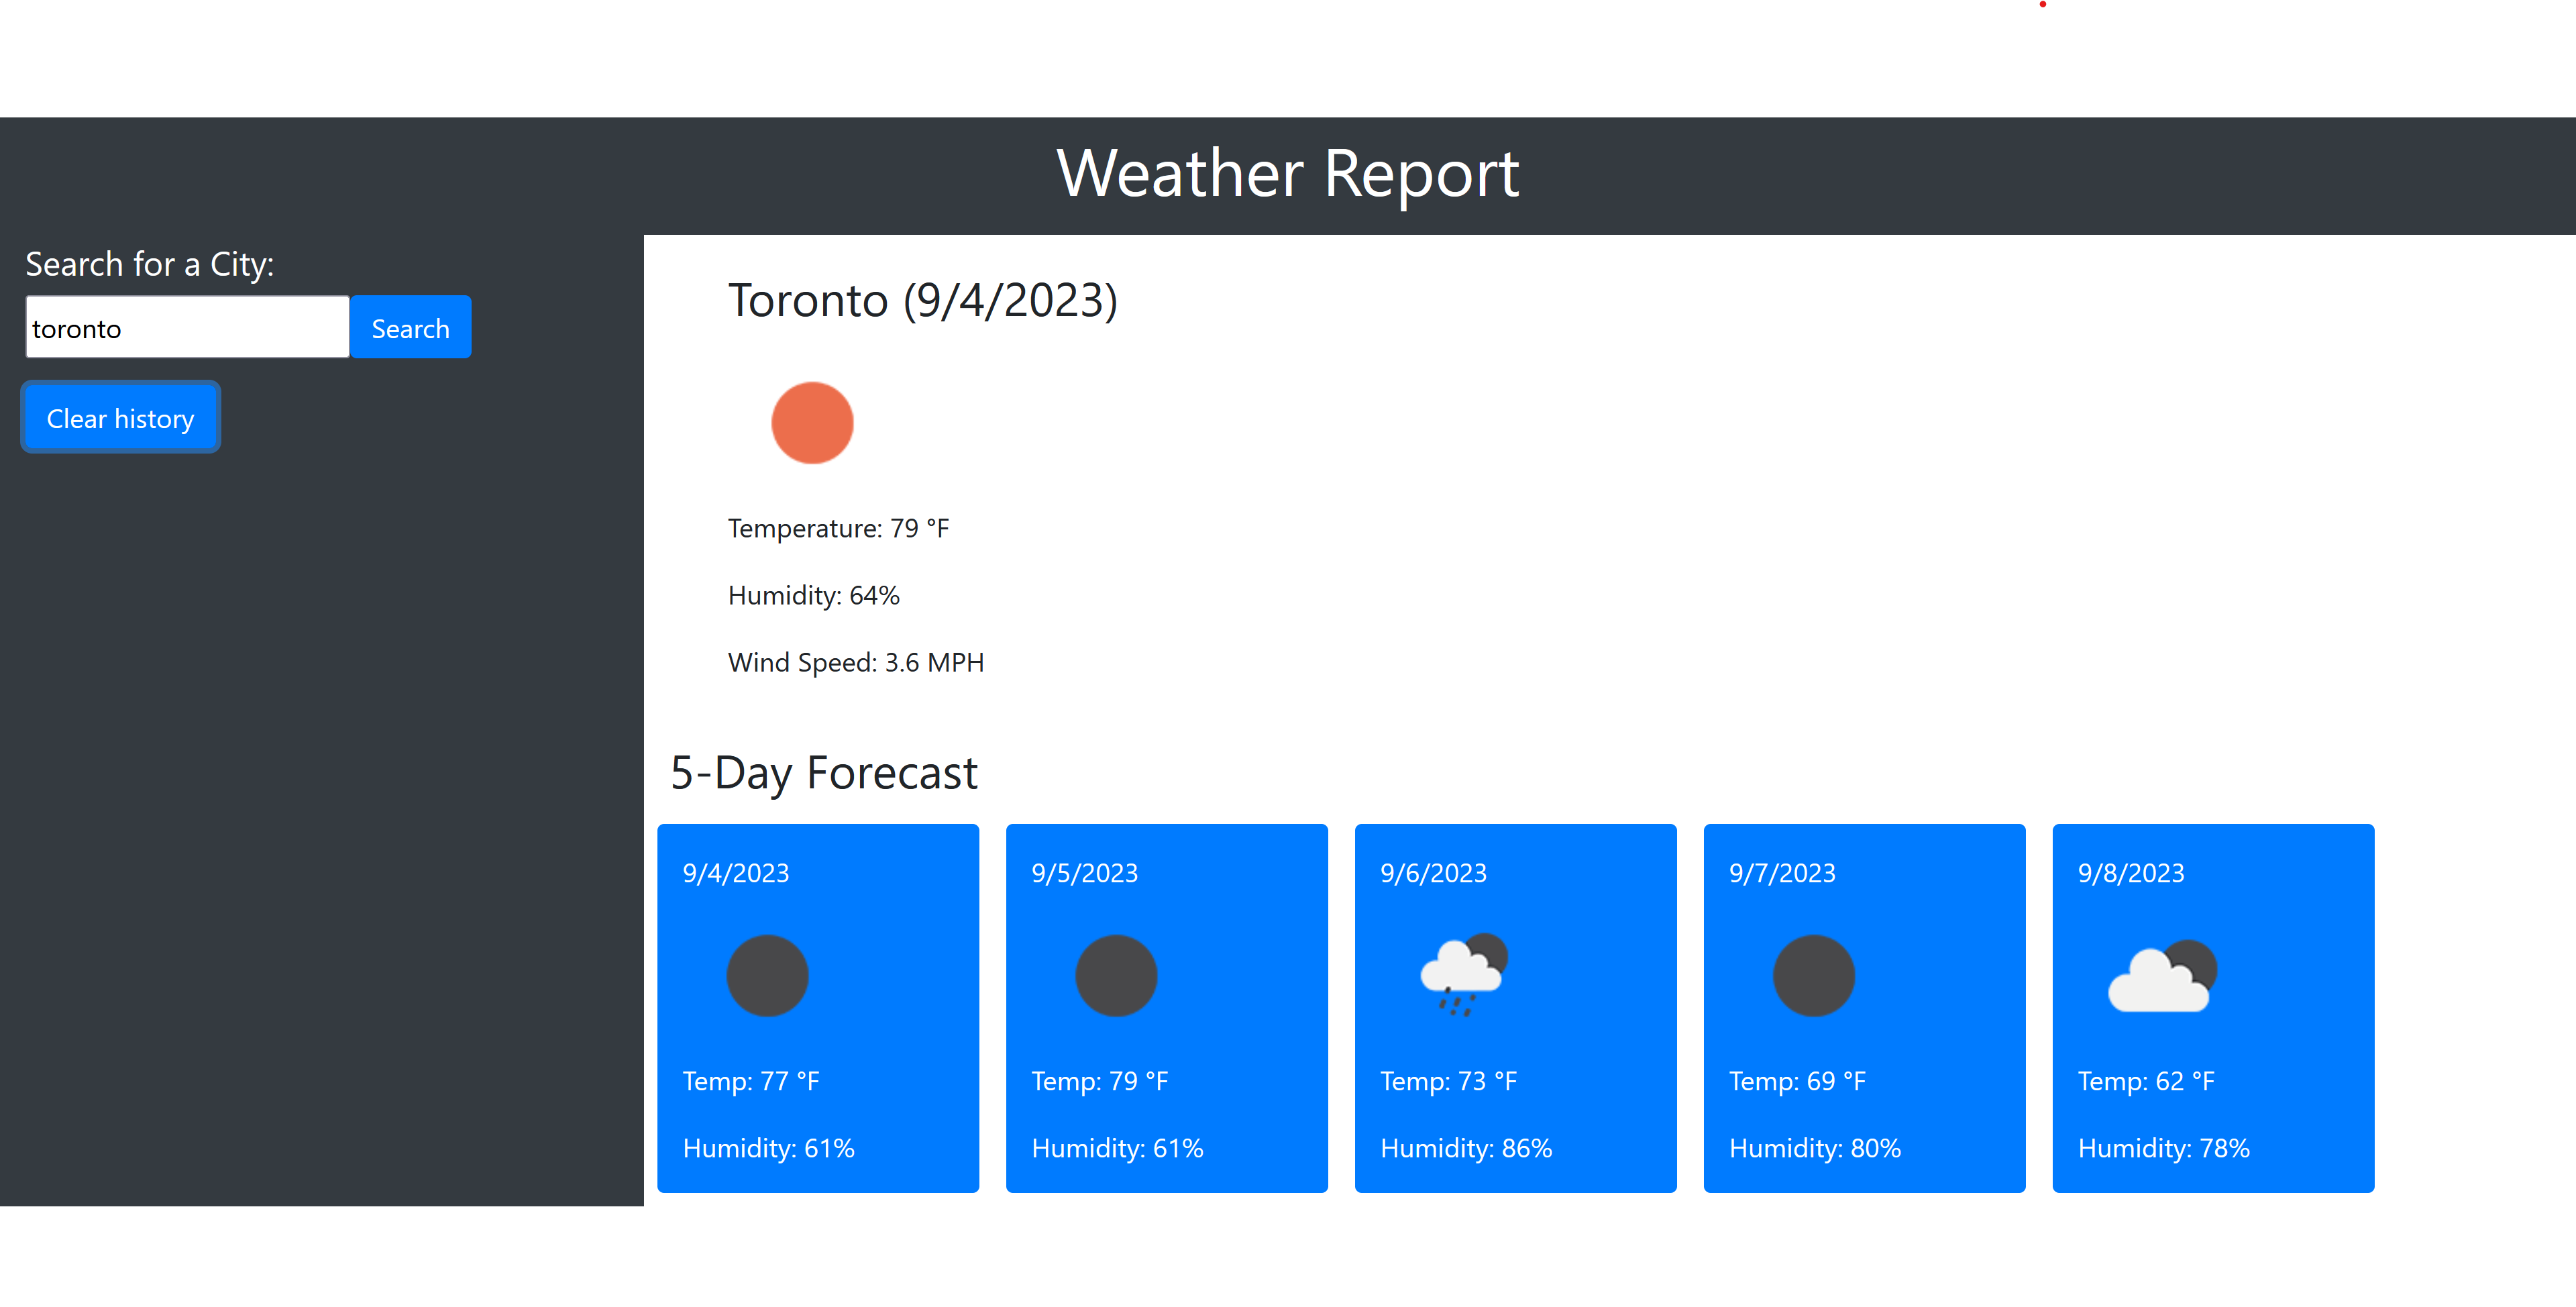 Weather Report
Search for a City:
toronto
Search
Clear history
Toronto (9/4/2023)
Temperature: 79 °F
Humidity: 64%
Wind Speed: 3.6 MPH
5-Day Forecast
9/4/2023
Temp: 77 °F
Humidity: 61%
9/5/2023
Temp: 79 °F
Humidity: 61%
9/6/2023
Temp: 73 °F
Humidity: 86%
9/7/2023
Temp: 69 °F
Humidity: 80%
9/8/2023
Temp: 62 °F
Humidity: 78%